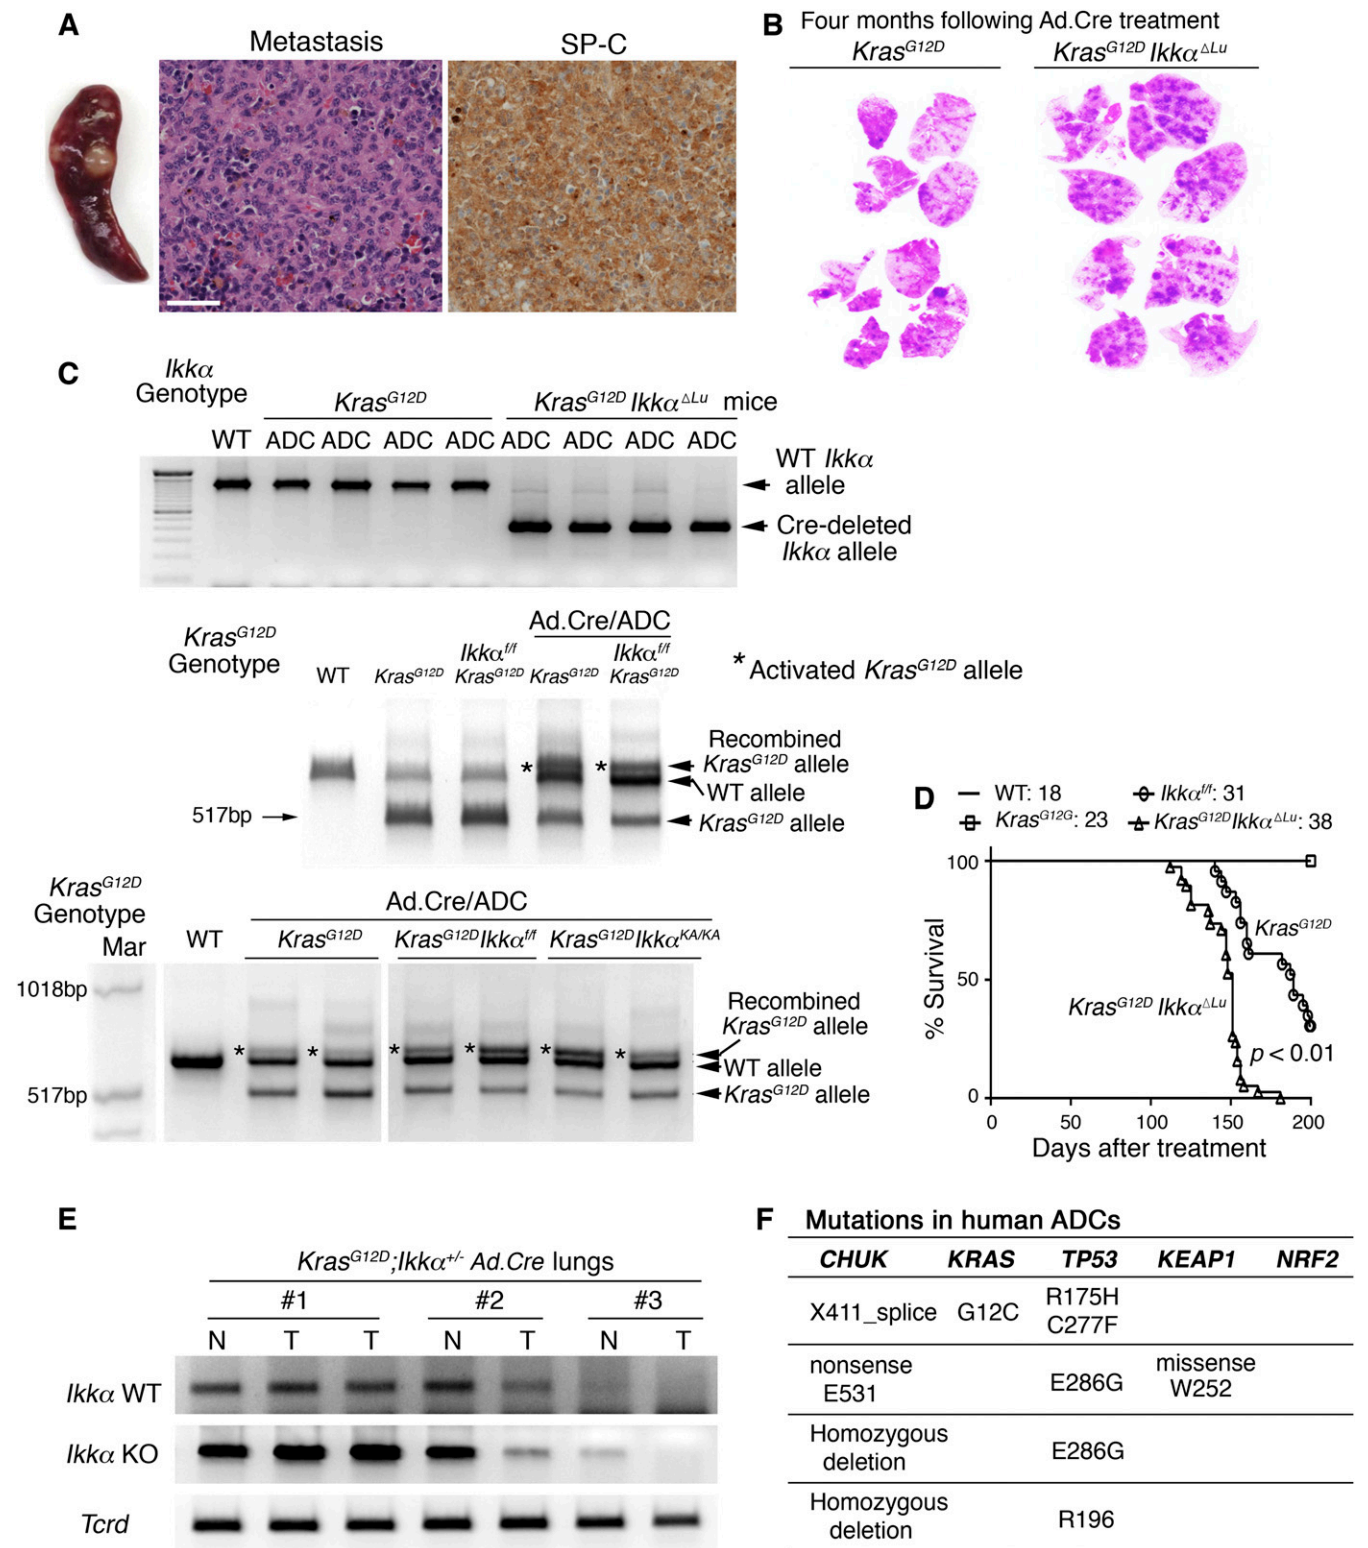 A
Metastasis
SP-C
B
Four months following Ad.Cre treatment
KrasG12D
KrasG12D IkkαΔLu
C
Ikkα
Genotype
KrasG12D
KrasG12D IkkαΔLu mice
WT ADC ADC ADC ADC ADC ADC ADC ADC
WT Ikkα
allele
Cre-deleted
Ikkα allele
KrasG12D
Genotype
Ad.Cre/ADC
WT
KrasG12D
Ikkαf/f
KrasG12D
KrasG12D
Ikkαf/f
KrasG12D
*Activated KrasG12D allele
* *
Recombined
KrasG12D allele
WT allele
KrasG12D allele
517bp
KrasG12D
Genotype
Mar
WT
Ad.Cre/ADC
KrasG12D
KrasG12DIkkαf/f
KrasG12DIkkαKA/KA
1018bp
517bp
* * * * * *
Recombined
KrasG12D allele
WT allele
KrasG12D allele
D
WT: 18
Ikkαf/f: 31
KrasG12G: 23
KrasG12DIkkαΔLu: 38
% Survival
100
50
0
KrasG12D
KrasG12D IkkαΔLu
p < 0.01
0 50 100 150 200
Days after treatment
E
KrasG12D;Ikkα+/- Ad.Cre lungs
#1 #2 #3
N T T N T N T
Ikkα WT
Ikkα KO
Tcrd
F
Mutations in human ADCs
CHUK KRAS TP53 KEAP1 NRF2
X411_splice G12C R175H
C277F
nonsense
E531
E286G
missense
W252
Homozygous
deletion
E286G
Homozygous
deletion
R196